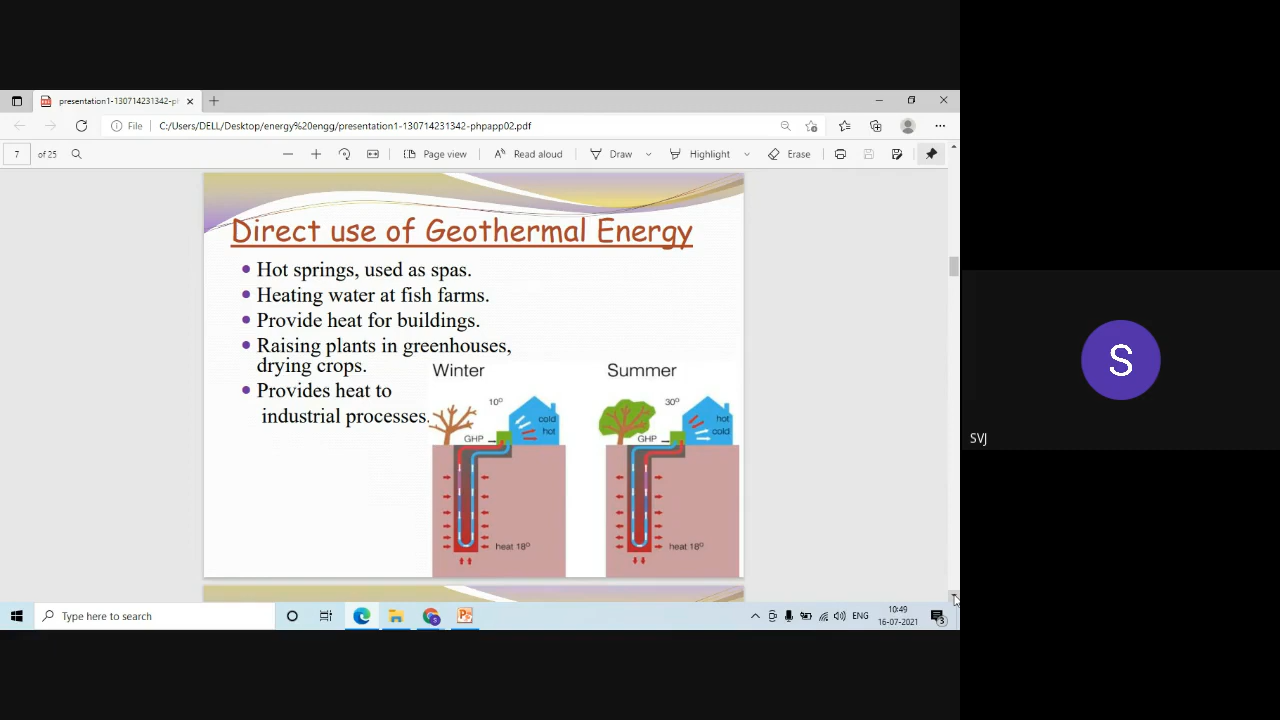 presentation1-130714231342-ph
File
C:/Users/DELL/Desktop/energy%20engg/presentation1-130714231342-phpapp02.pdf
7 of 25
Page view
Read aloud
Draw
Highlight
Erase
Direct use of Geothermal Energy
Hot springs, used as spas.
Heating water at fish farms.
Provide heat for buildings.
Raising plants in greenhouses,
drying crops.
Provides heat to
industrial processes.
Winter
10°
cold
hot
GHP
heat 18°
Summer
30°
hot
cold
GHP
heat 18°
S
SVJ
Type here to search
ENG
10:49
16-07-2021
3